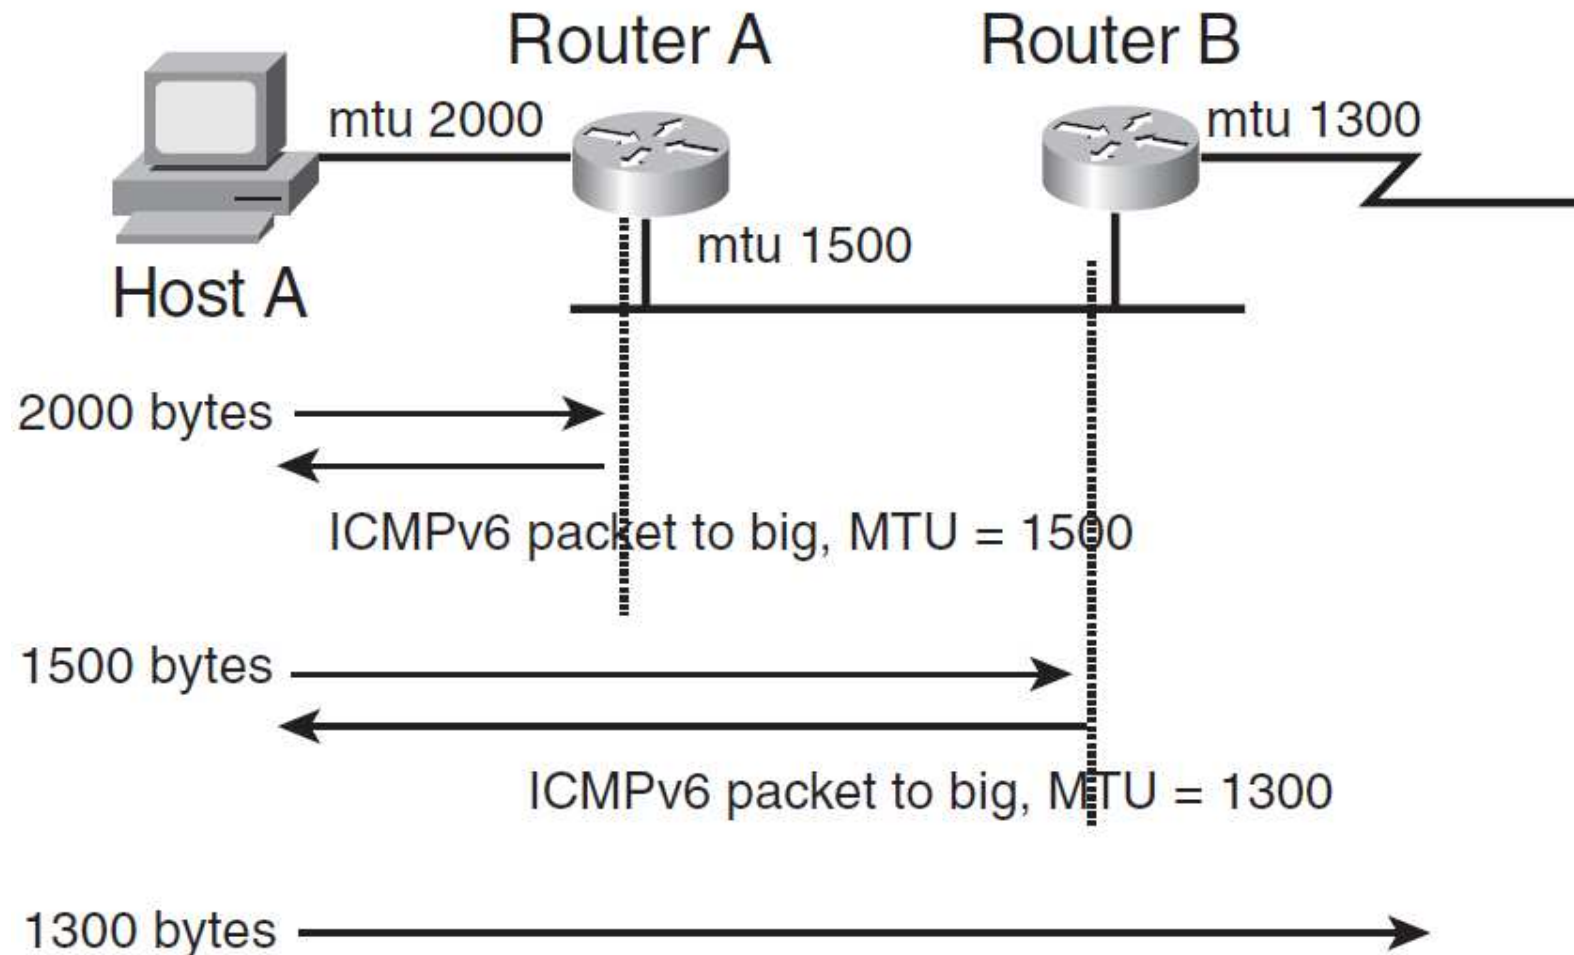 Router A
Router B
mtu 2000
mtu 1300
mtu 1500
Host A
2000 bytes
ICMPv6 packet to big, MTU = 1500
1500 bytes
ICMPv6 packet to big, MTU = 1300
1300 bytes